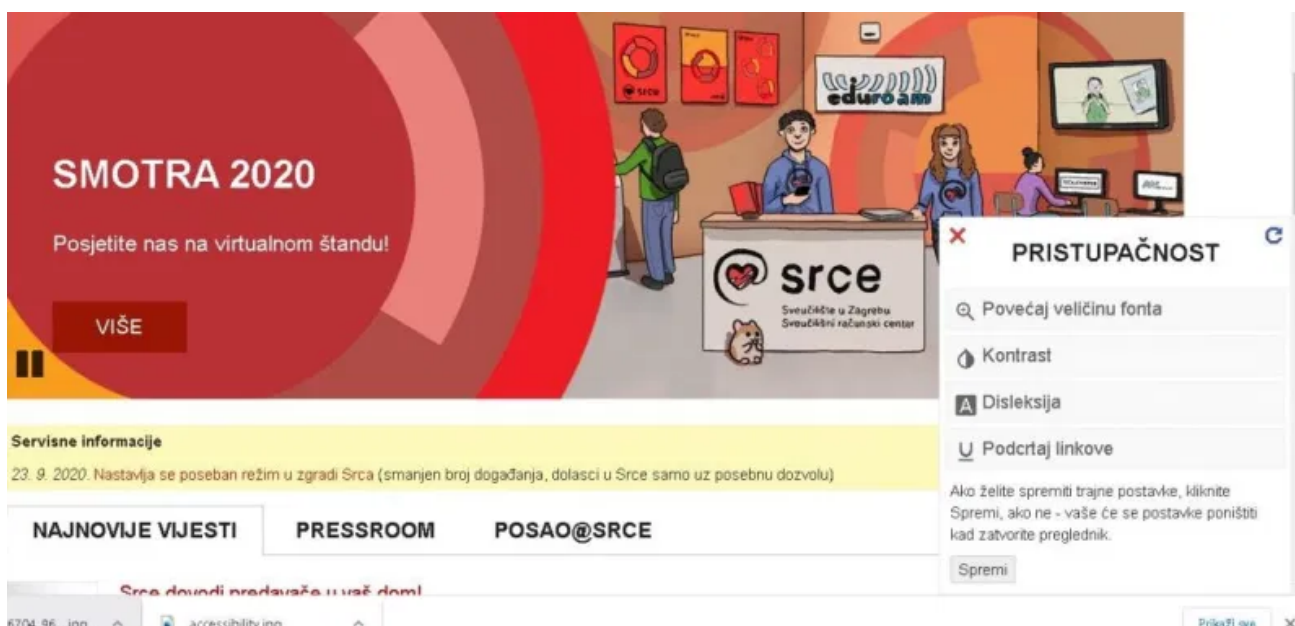 SMOTRA 2020
Posjetite nas na virtualnom štandu!
VIŠE
srce
eduroam
srce
Sveučilište u Zagrebu
Sveučilišni računski centar
PRISTUPAČNOST
Povećaj veličinu fonta
Kontrast
Disleksija
Podcrtaj linkove
Ako želite spremiti trajne postavke, kliknite
Spremi, ako ne - vaše će se postavke poništiti
kad zatvorite preglednik.
Spremi
Servisne informacije
23. 9. 2020. Nastavlja se poseban režim u zgradi Srca (smanjen broj događanja, dolasci u Srce samo uz posebnu dozvolu)
NAJNOVIJE VIJESTI PRESSROOM POSAO@SRCE
Srce dovodi predavače u vaš dom!
accessibility.jpg
Prikaži sve